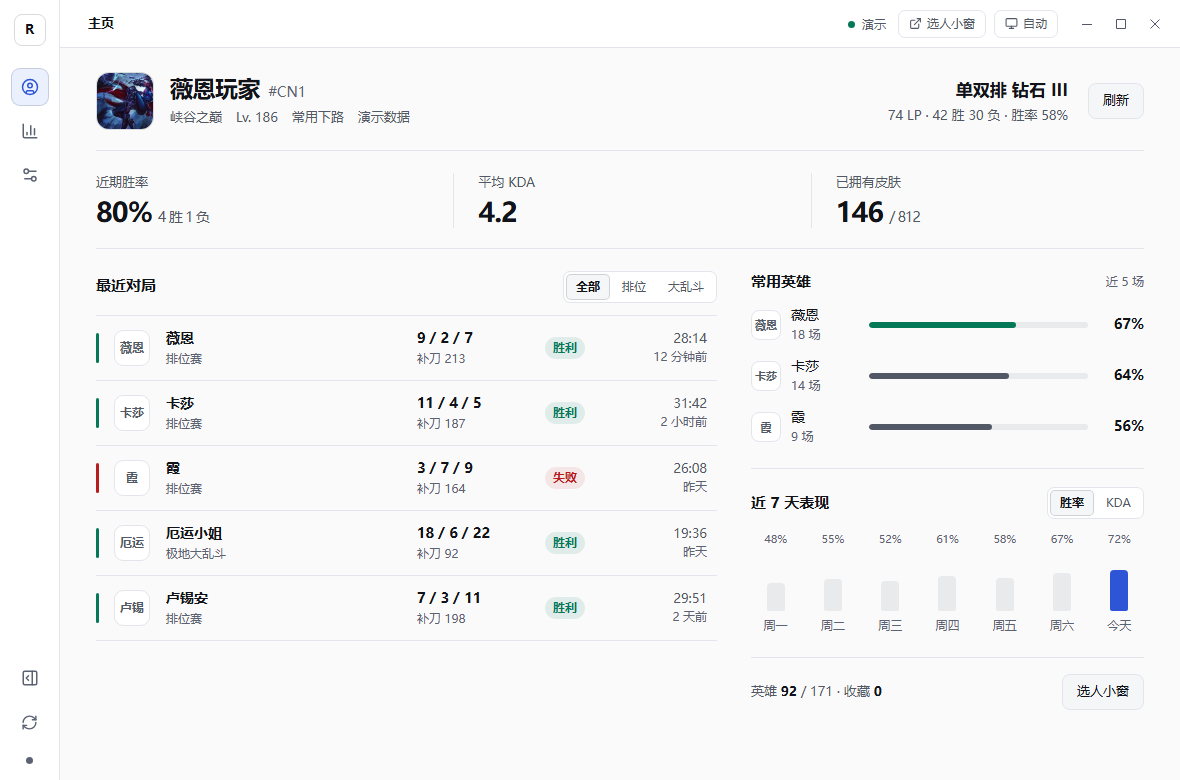 R
主页
演示
选人小窗
自动
薇恩玩家 #CN1
峡谷之巅 Lv. 186 常用下路 演示数据
单双排 钻石 III
74 LP · 42 胜 30 负 · 胜率 58%
刷新
近期胜率
80% 4 胜 1 负
平均 KDA
4.2
已拥有皮肤
146 / 812
最近对局
全部 排位 大乱斗
薇恩
薇恩
排位赛
9 / 2 / 7
补刀 213
胜利
28:14
12 分钟前
卡莎
卡莎
排位赛
11 / 4 / 5
补刀 187
胜利
31:42
2 小时前
霞
霞
排位赛
3 / 7 / 9
补刀 164
失败
26:08
昨天
厄运
厄运小姐
极地大乱斗
18 / 6 / 22
补刀 92
胜利
19:36
昨天
卢锡
卢锡安
排位赛
7 / 3 / 11
补刀 198
胜利
29:51
2 天前
常用英雄
近 5 场
薇恩
薇恩
18 场
67%
卡莎
卡莎
14 场
64%
霞
霞
9 场
56%
近 7 天表现
胜率 KDA
48% 55% 52% 61% 58% 67% 72%
周一 周二 周三 周四 周五 周六 今天
英雄 92 / 171 · 收藏 0
选人小窗